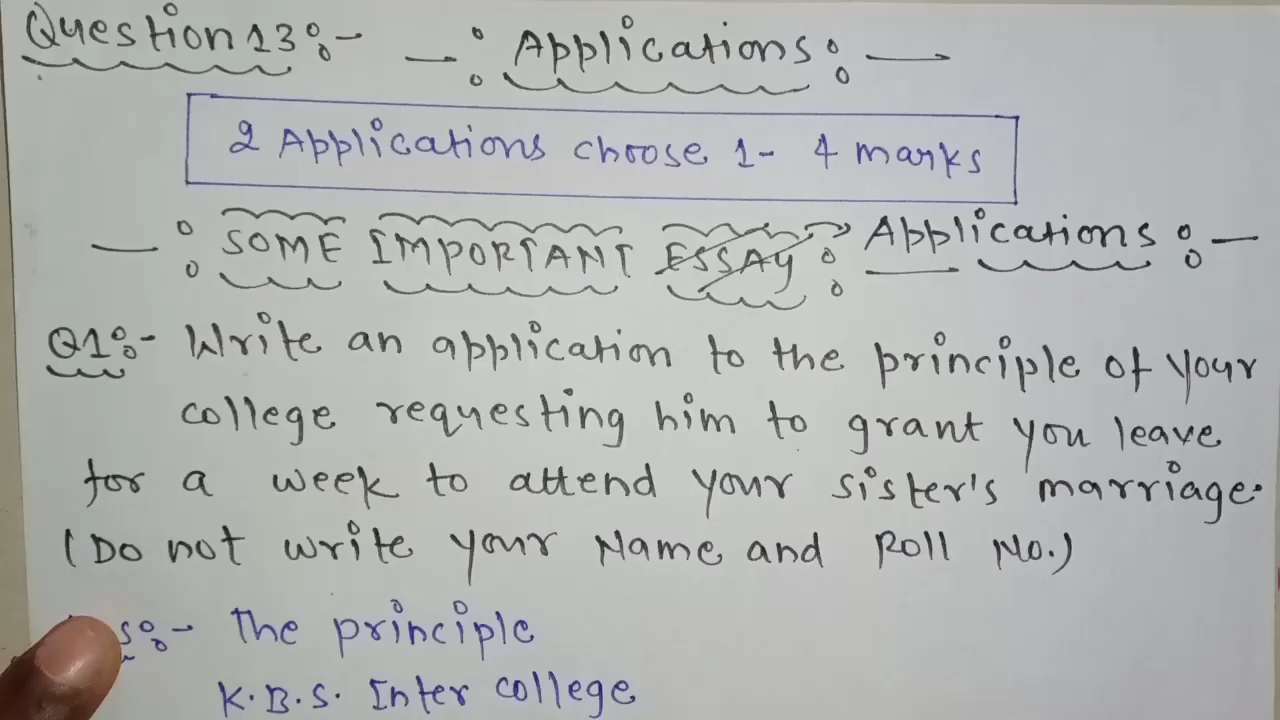 Question 13:-
—: Applications :—
2 Applications choose 1- 4 marks
—: SOME IMPORTANT ESSAY : Applications :—
Q1:- Write an application to the principle of your
college requesting him to grant you leave
for a week to attend your sister's marriage.
(Do not write your Name and Roll No.)
s:- The principle
K.B.S. Inter college